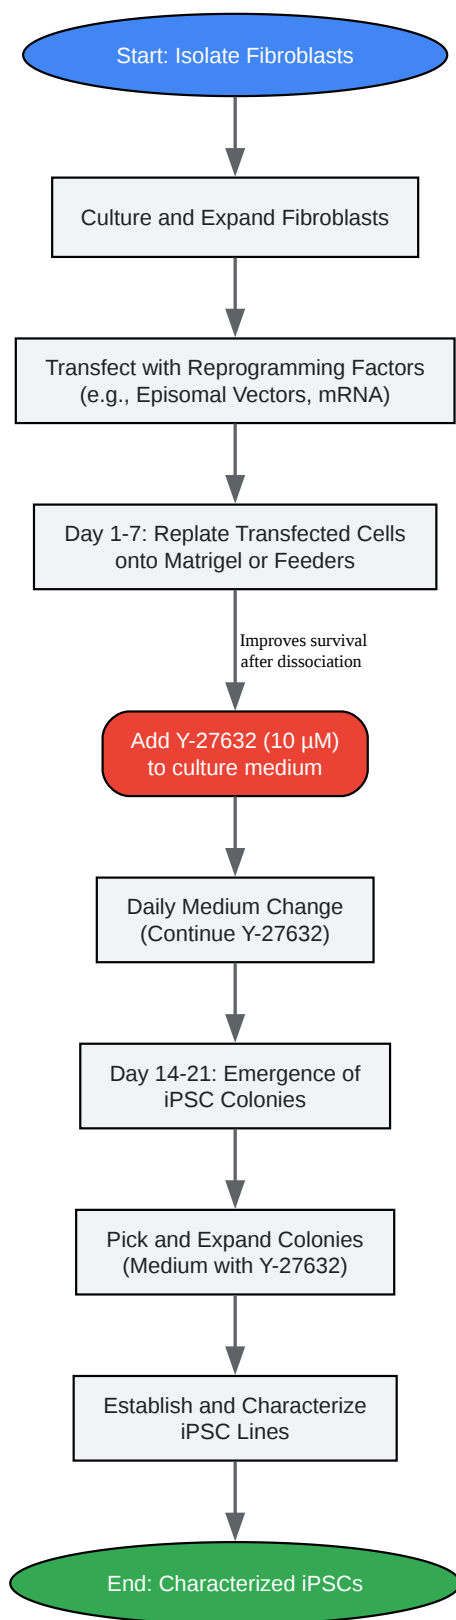 Start: Isolate Fibroblasts
Culture and Expand Fibroblasts
Transfect with Reprogramming Factors
(e.g., Episomal Vectors, mRNA)
Day 1-7: Replate Transfected Cells
onto Matrigel or Feeders
Improves survival
after dissociation
Add Y-27632 (10 µM)
to culture medium
Daily Medium Change
(Continue Y-27632)
Day 14-21: Emergence of
iPSC Colonies
Pick and Expand Colonies
(Medium with Y-27632)
Establish and Characterize
iPSC Lines
End: Characterized iPSCs